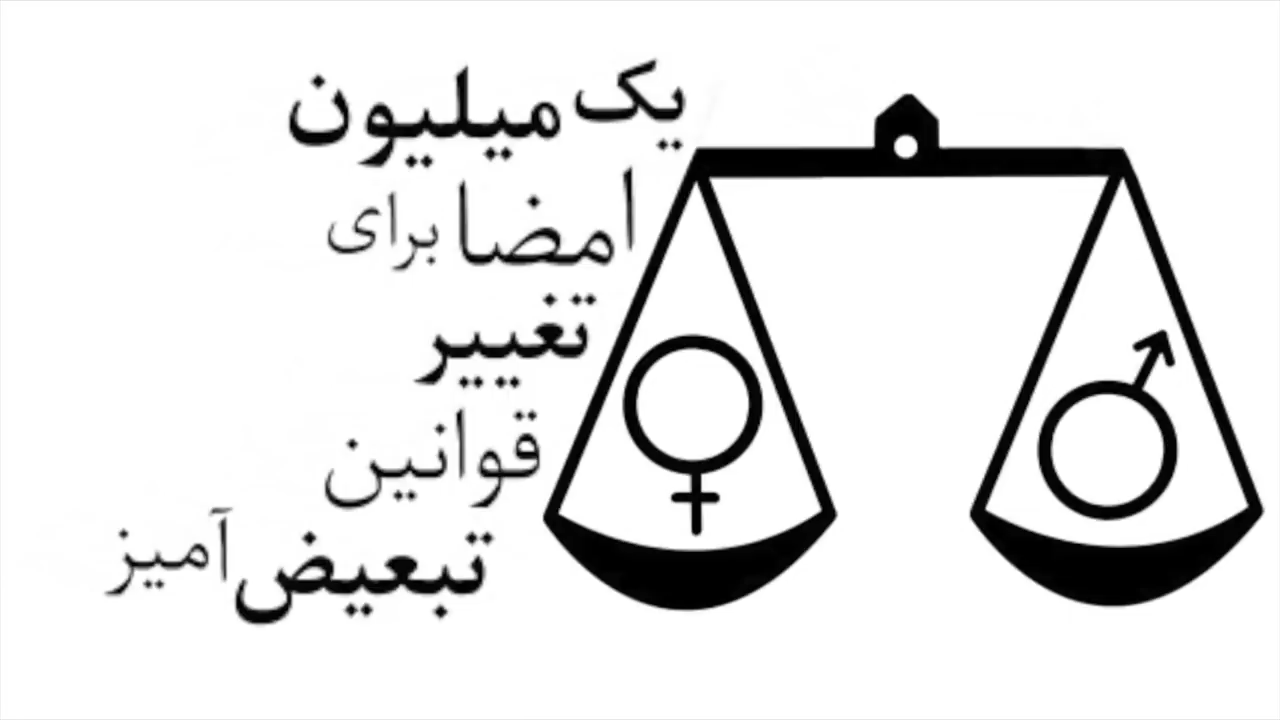 یک میلیون
امضا برای
تغییر
قوانین
تبعیض آمیز